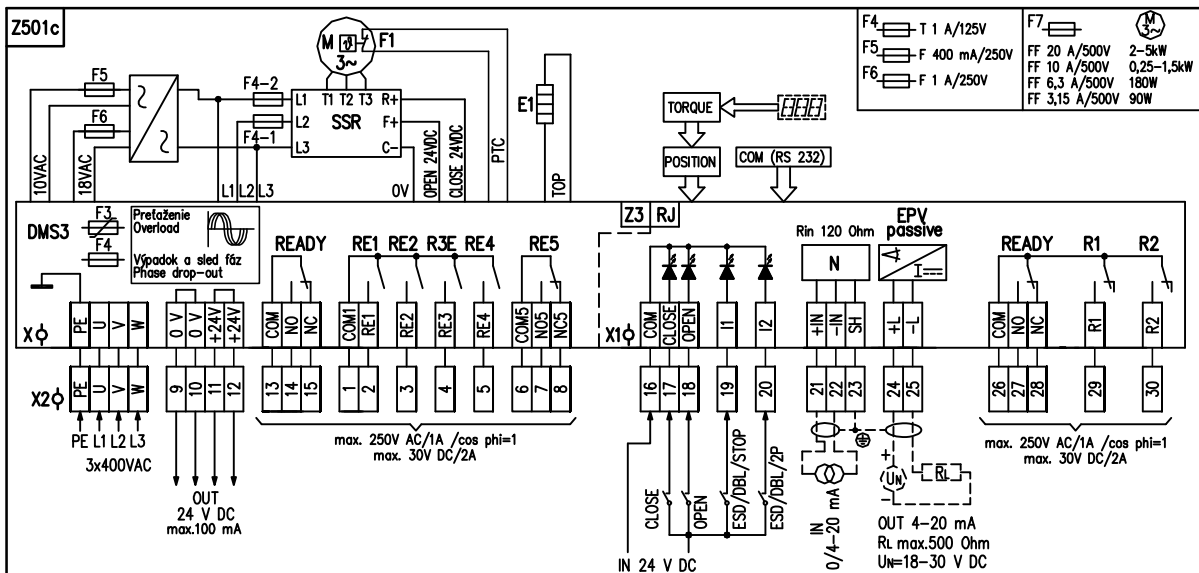 Z501c
F4 T 1 A/125V
F5 F 400 mA/250V
F6 F 1 A/250V
F7
M
3~
FF 20 A/500V 2-5kW
FF 10 A/500V 0,25-1,5kW
FF 6,3 A/500V 180W
FF 3,15 A/500V 90W
M ϑ F1
3~
F5
F6
F4-2
F4-1
T1 T2 T3
L1 R+
SSR
L2 F+
L3 C-
E1
TORQUE
POSITION
COM (RS 232)
10VAC
18VAC
L1 L2 L3
0V
OPEN 24VDC
CLOSE 24VDC
PTC
TOP
DMS3
F3
F4
Preťaženie
Overload
Výpadok a sled fáz
Phase drop-out
READY
RE1 RE2 R3E RE4
RE5
Z3 RJ
Rin 120 Ohm
N
EPV
passive
I
READY R1 R2
X
PE U V W
0 V 0 V +24V +24V
COM NO NC
COM1 RE1 RE2 RE3 RE4
COM5 NO5 NC5
X1
COM CLOSE OPEN I1 I2
+IN -IN SH
+L -L
COM NO NC R1 R2
X2
PE U V W
9 10 11 12
13 14 15
1 2 3 4 5
6 7 8
16 17 18 19 20
21 22 23
24 25
26 27 28 29 30
PE L1 L2 L3
3x400VAC
OUT
24 V DC
max.100 mA
max. 250V AC/1A /cos phi=1
max. 30V DC/2A
CLOSE
OPEN
ESD/DBL/STOP
ESD/DBL/2P
IN 24 V DC
IN
0/4-20 mA
+
UN
-
RL
OUT 4-20 mA
RL max.500 Ohm
UN=18-30 V DC
max. 250V AC/1A /cos phi=1
max. 30V DC/2A